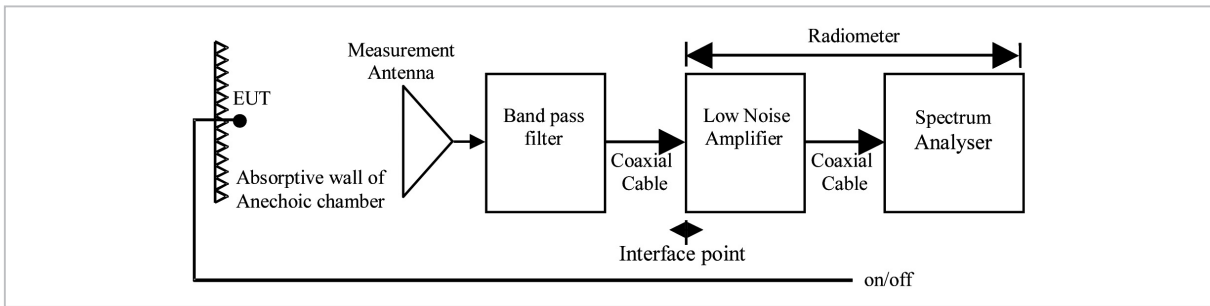 Radiometer
Measurement
Antenna
EUT
Band pass
filter
Low Noise
Amplifier
Spectrum
Analyser
Coaxial
Cable
Coaxial
Cable
Absorptive wall of
Anechoic chamber
Interface point
on/off